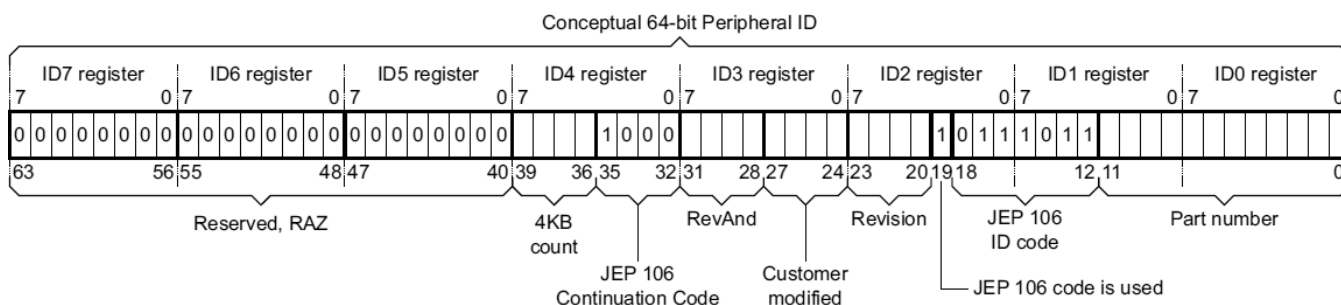 Conceptual 64-bit Peripheral ID
ID7 register ID6 register ID5 register ID4 register ID3 register ID2 register ID1 register ID0 register
7 0 7 0 7 0 7 0 7 0 7 0 7 0 7 0
0 0 0 0 0 0 0 0 0 0 0 0 0 0 0 0 0 0 0 0 0 0 0 0 1 0 0 0 1 0 1 1 1 0 1 1
63 56 55 48 47 40 39 36 35 32 31 28 27 24 23 20 19 18 12 11 0
Reserved, RAZ 4KB count RevAnd Revision JEP 106 ID code Part number
JEP 106 Continuation Code Customer modified JEP 106 code is used